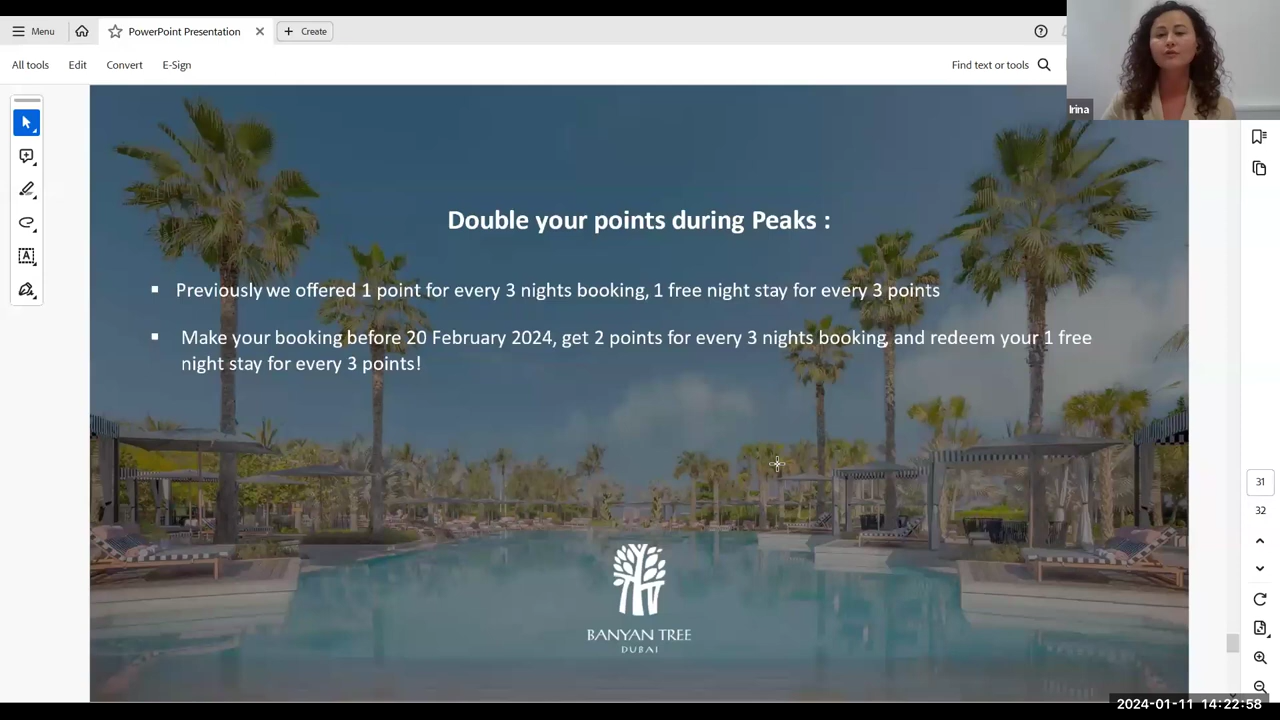 Menu
PowerPoint Presentation
Create
All tools
Edit
Convert
E-Sign
Find text or tools
Irina
Double your points during Peaks :
▪ Previously we offered 1 point for every 3 nights booking, 1 free night stay for every 3 points
▪ Make your booking before 20 February 2024, get 2 points for every 3 nights booking, and redeem your 1 free
night stay for every 3 points!
BANYAN TREE
DUBAI
31
32
2024-01-11 14:22:58